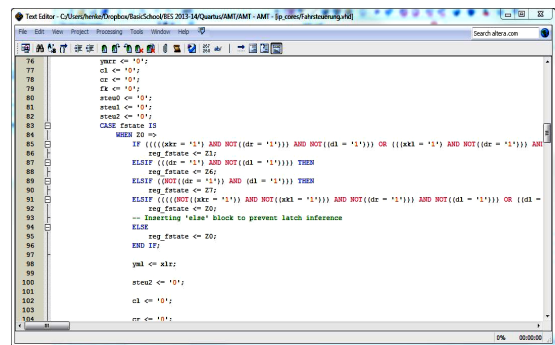 Text Editor - C:/Users/henke/Dropbox/BasicSchool/BES 2013-14/Quartus/AMT/AMT - AMT - [ip_cores/Fahrsteuerung.vhd]
File Edit View Project Processing Tools Window Help
Search altera.com
76 ymrr <= '0';
77 cl <= '0';
78 cr <= '0';
79 fk <= '0';
80 steu0 <= '0';
81 steu1 <= '0';
82 steu2 <= '0';
83 CASE fstate IS
84 WHEN Z0 =>
85 IF (((((xkr = '1') AND NOT((dr = '1'))) AND NOT((dl = '1'))) OR (((xkl = '1') AND NOT((dr = '1'))) AND
86 reg_fstate <= Z1;
87 ELSIF (((dr = '1') AND NOT((dl = '1')))) THEN
88 reg_fstate <= Z6;
89 ELSIF ((NOT((dr = '1')) AND (dl = '1'))) THEN
90 reg_fstate <= Z7;
91 ELSIF (((((NOT((xkr = '1')) AND NOT((xkl = '1'))) AND NOT((dr = '1'))) AND NOT((dl = '1'))) OR ((dl =
92 reg_fstate <= Z0;
93 -- Inserting 'else' block to prevent latch inference
94 ELSE
95 reg_fstate <= Z0;
96 END IF;
97
98 yml <= xlr;
99
100 steu2 <= '0';
101
102 cl <= '0';
103
104 cr <= '0';
0% 00:00:00